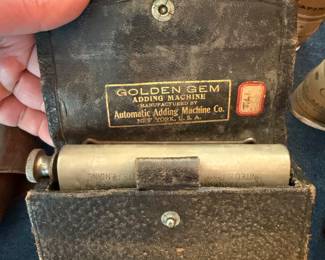 GOLDEN GEM
ADDING MACHINE
MANUFACTURED BY
Automatic Adding Machine Co.
NEW YORK, U.S.A.